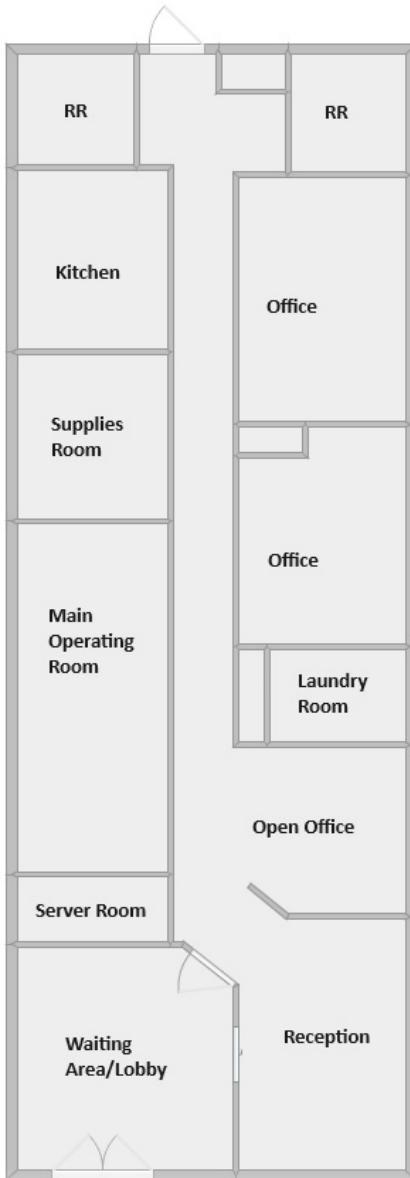 RR
RR
Kitchen
Office
Supplies
Room
Office
Main
Operating
Room
Laundry
Room
Open Office
Server Room
Waiting
Area/Lobby
Reception